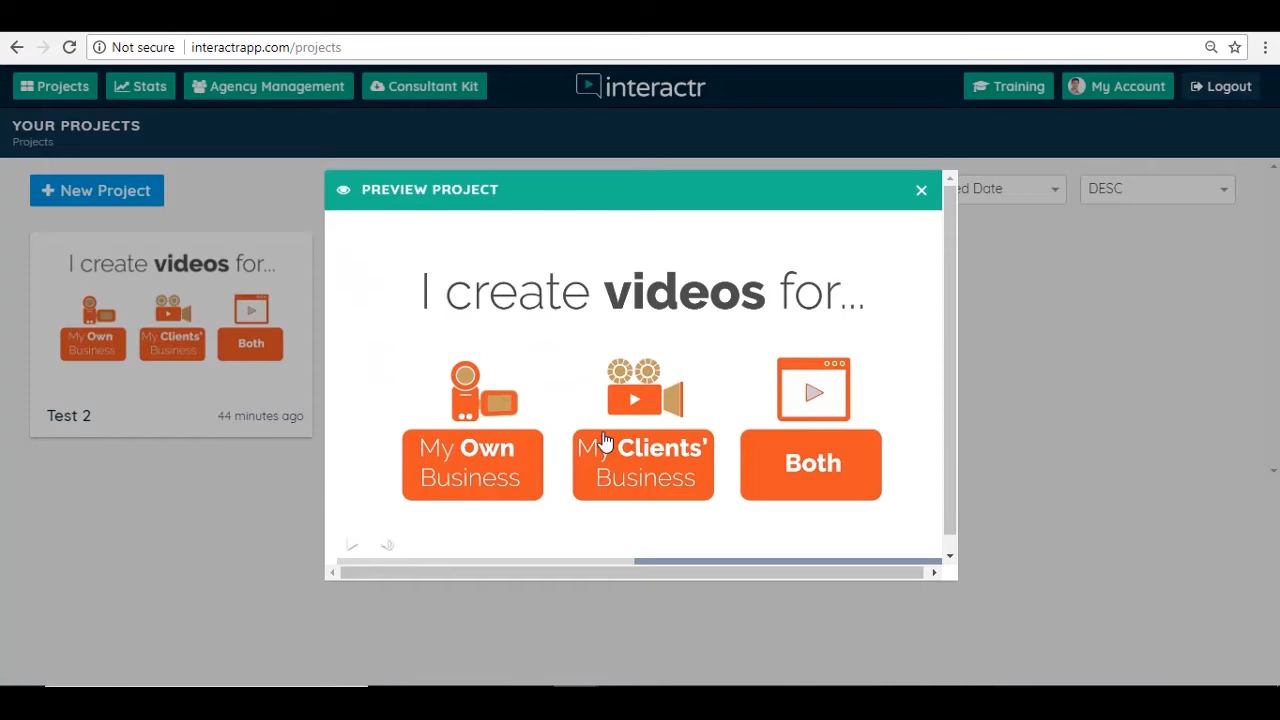 Not secure
interactrapp.com/projects
Projects
Stats
Agency Management
Consultant Kit
interactr
Training
My Account
Logout
YOUR PROJECTS
Projects
New Project
ed Date
DESC
PREVIEW PROJECT
I create videos for...
My Own
Business
My Clients'
Business
Both
Test 2
44 minutes ago
I create videos for...
My Own
Business
My Clients'
Business
Both